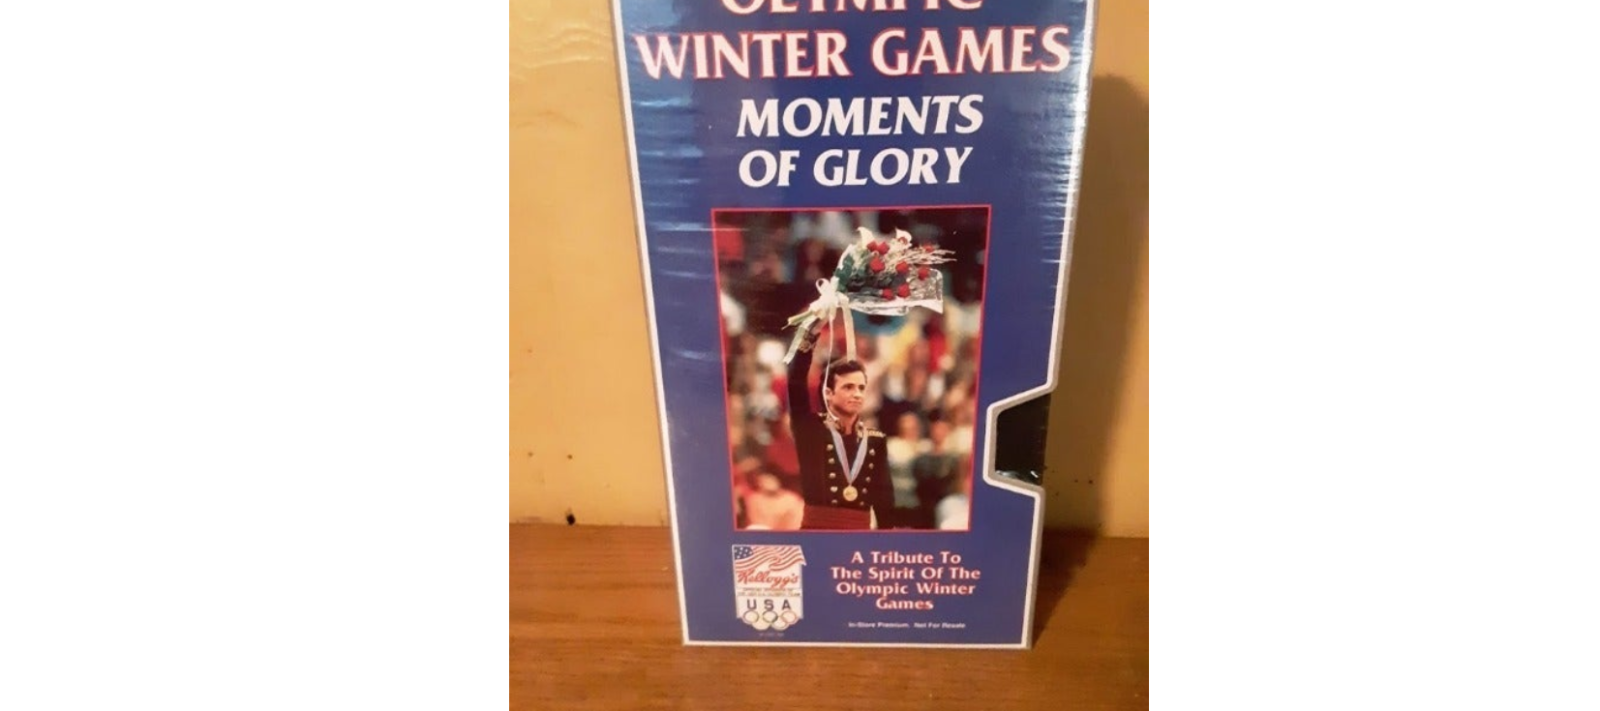 OLYMPIC
WINTER GAMES
MOMENTS
OF GLORY
Kellogg's
USA
A Tribute To
The Spirit Of The
Olympic Winter
Games
In-Store Premium. Not For Resale